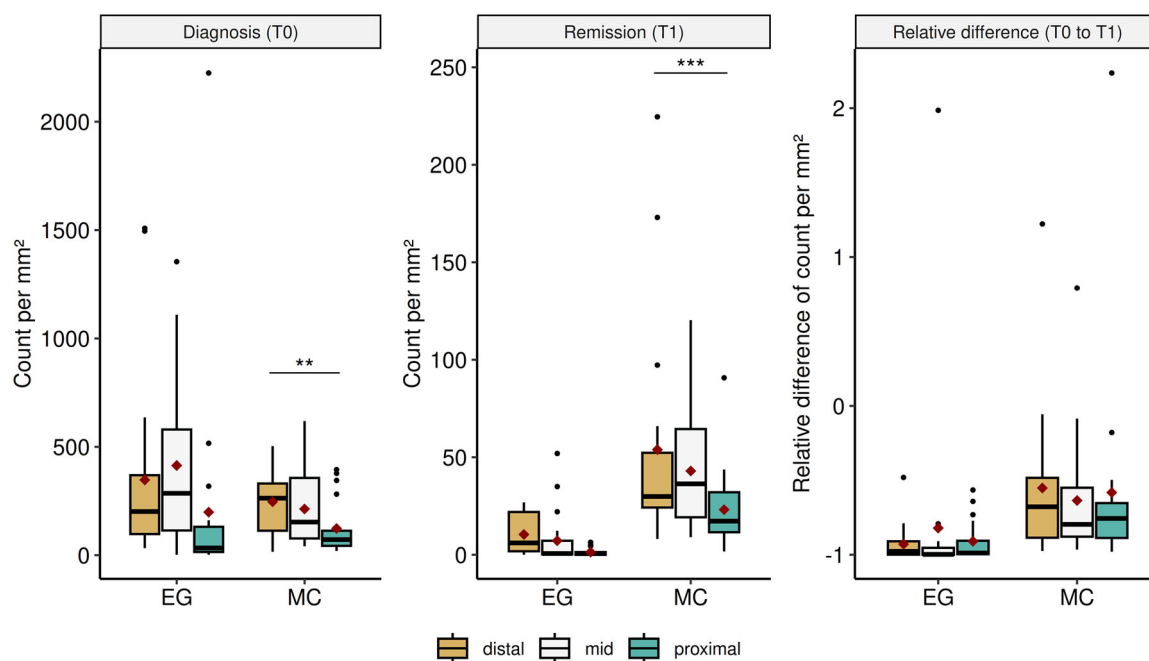 Diagnosis (T0)
Remission (T1)
Relative difference (T0 to T1)
Count per mm²
2000
1500
1000
500
0
**
EG
MC
Count per mm²
250
200
150
100
50
0
***
EG
MC
Relative difference of count per mm²
2
1
0
-1
EG
MC
distal
mid
proximal